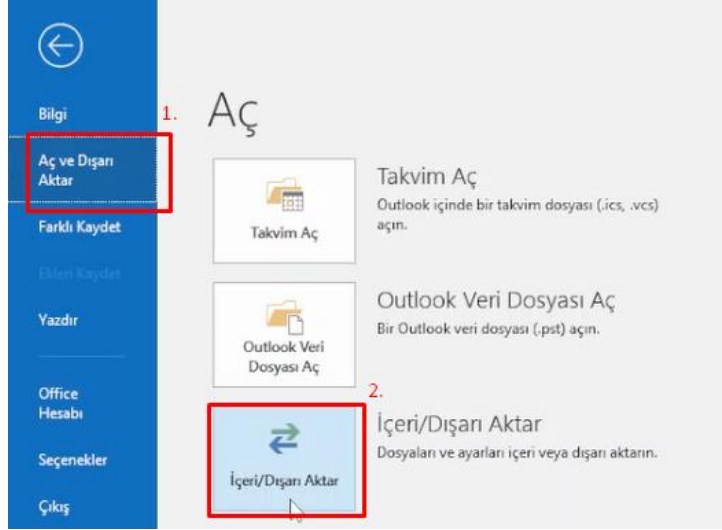 Bilgi
Aç ve Dışarı
Aktar
Farklı Kaydet
Ekleri Kaydet
Yazdır
Office
Hesabı
Seçenekler
Çıkış
1.
Aç
Takvim Aç
Takvim Aç
Outlook içinde bir takvim dosyası (.ics, .vcs)
açın.
Outlook Veri
Dosyası Aç
Outlook Veri Dosyası Aç
Bir Outlook veri dosyası (.pst) açın.
2.
İçeri/Dışarı Aktar
İçeri/Dışarı Aktar
Dosyaları ve ayarları içeri veya dışarı aktarın.